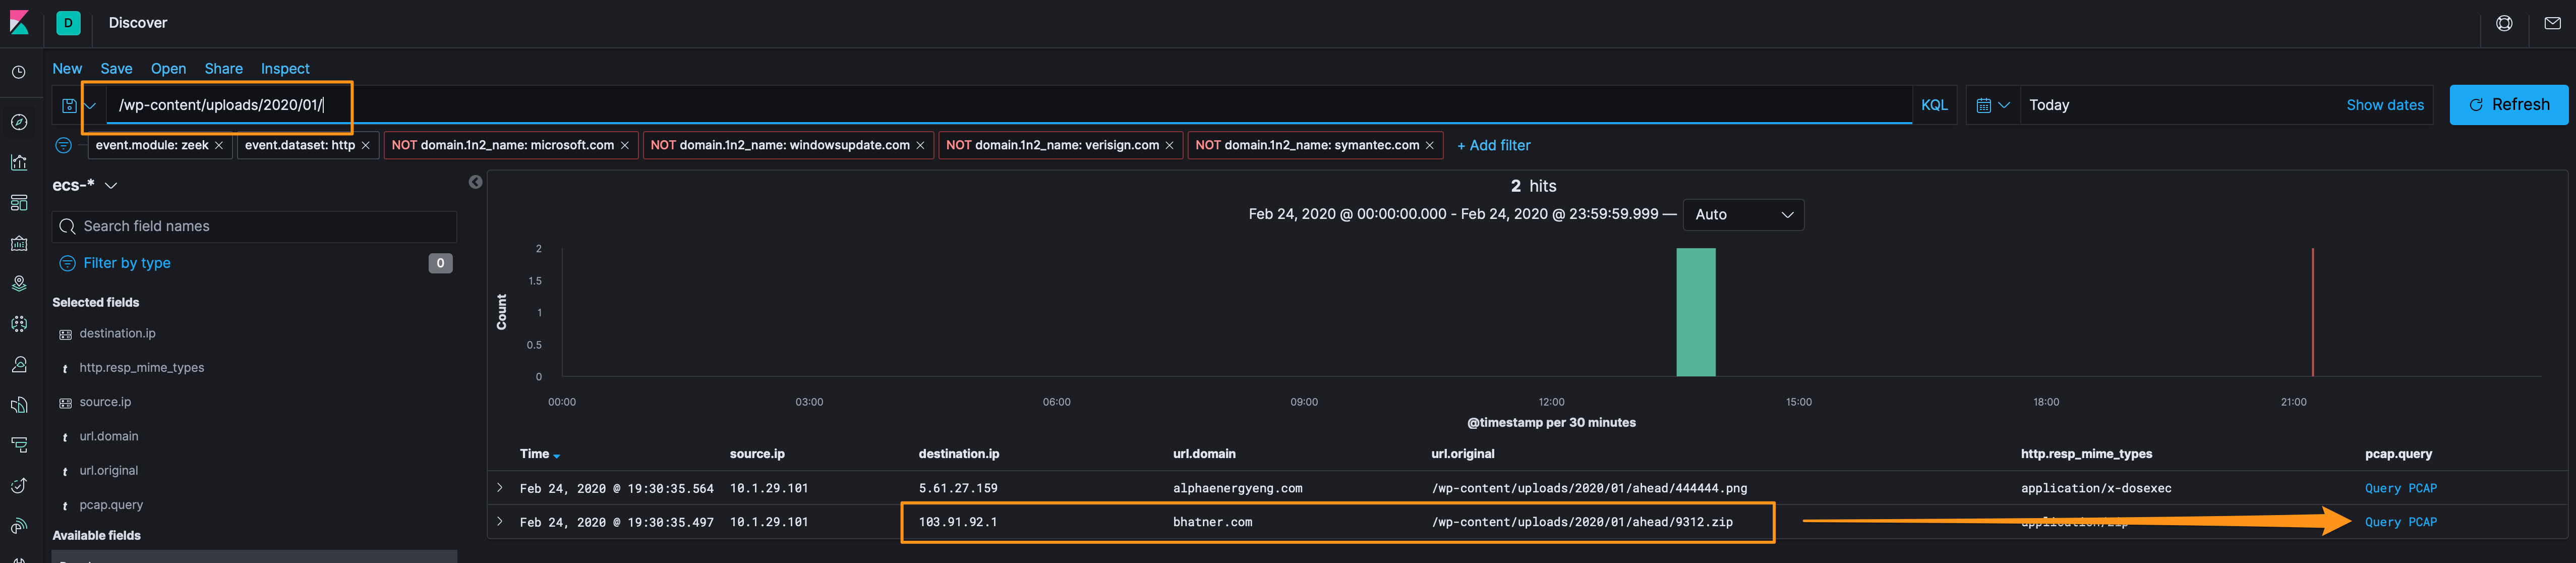 D Discover
New Save Open Share Inspect
/wp-content/uploads/2020/01/ KQL Today Show dates Refresh
event.module: zeek × event.dataset: http × NOT domain.1n2_name: microsoft.com × NOT domain.1n2_name: windowsupdate.com × NOT domain.1n2_name: verisign.com × NOT domain.1n2_name: symantec.com × + Add filter
ecs-*
Search field names
Filter by type 0
Selected fields
destination.ip
t http.resp_mime_types
source.ip
t url.domain
t url.original
t pcap.query
Available fields
2 hits
Feb 24, 2020 @ 00:00:00.000 - Feb 24, 2020 @ 23:59:59.999 — Auto
Count
2
1.5
1
0.5
0
00:00 03:00 06:00 09:00 12:00 15:00 18:00 21:00
@timestamp per 30 minutes
Time source.ip destination.ip url.domain url.original http.resp_mime_types pcap.query
Feb 24, 2020 @ 19:30:35.564 10.1.29.101 5.61.27.159 alphaenergyeng.com /wp-content/uploads/2020/01/ahead/444444.png application/x-dosexec Query PCAP
Feb 24, 2020 @ 19:30:35.497 10.1.29.101 103.91.92.1 bhatner.com /wp-content/uploads/2020/01/ahead/9312.zip application/zip Query PCAP